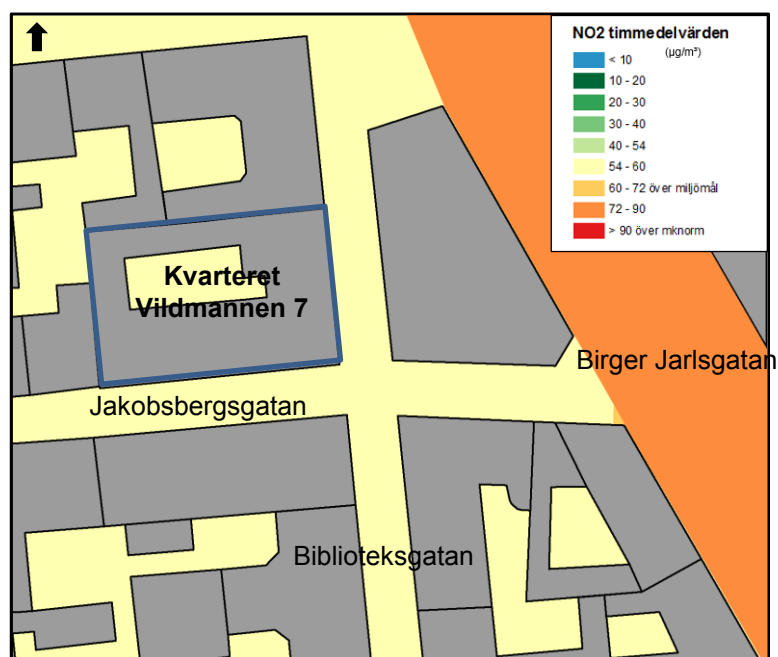 NO2 timmedelvärden
(µg/m³)
< 10
10 - 20
20 - 30
30 - 40
40 - 54
54 - 60
60 - 72 över miljömål
72 - 90
> 90 över mknorm
Kvarteret
Vildmannen 7
Birger Jarlsgatan
Jakobsbergsgatan
Biblioteksgatan